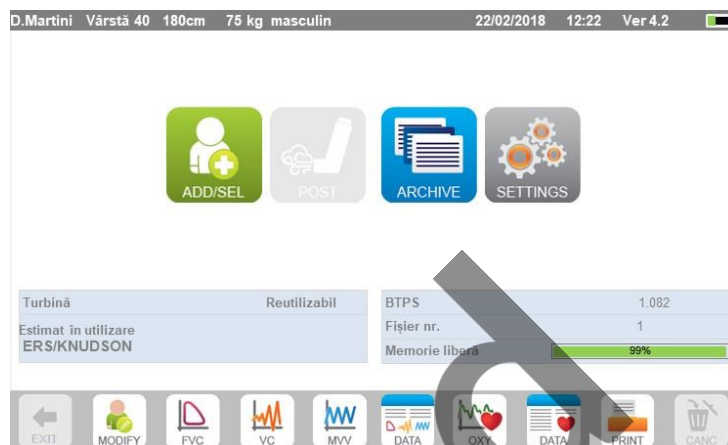 D.Martini Vârstă 40 180cm 75 kg masculin 22/02/2018 12:22 Ver 4.2
ADD/SEL POST ARCHIVE SETTINGS
Turbină Reutilizabil
Estimat în utilizare
ERS/KNUDSON
BTPS 1.082
Fișier nr. 1
Memorie liberă 99%
EXIT MODIFY FVC VC MVV DATA OXY DATA PRINT CANC